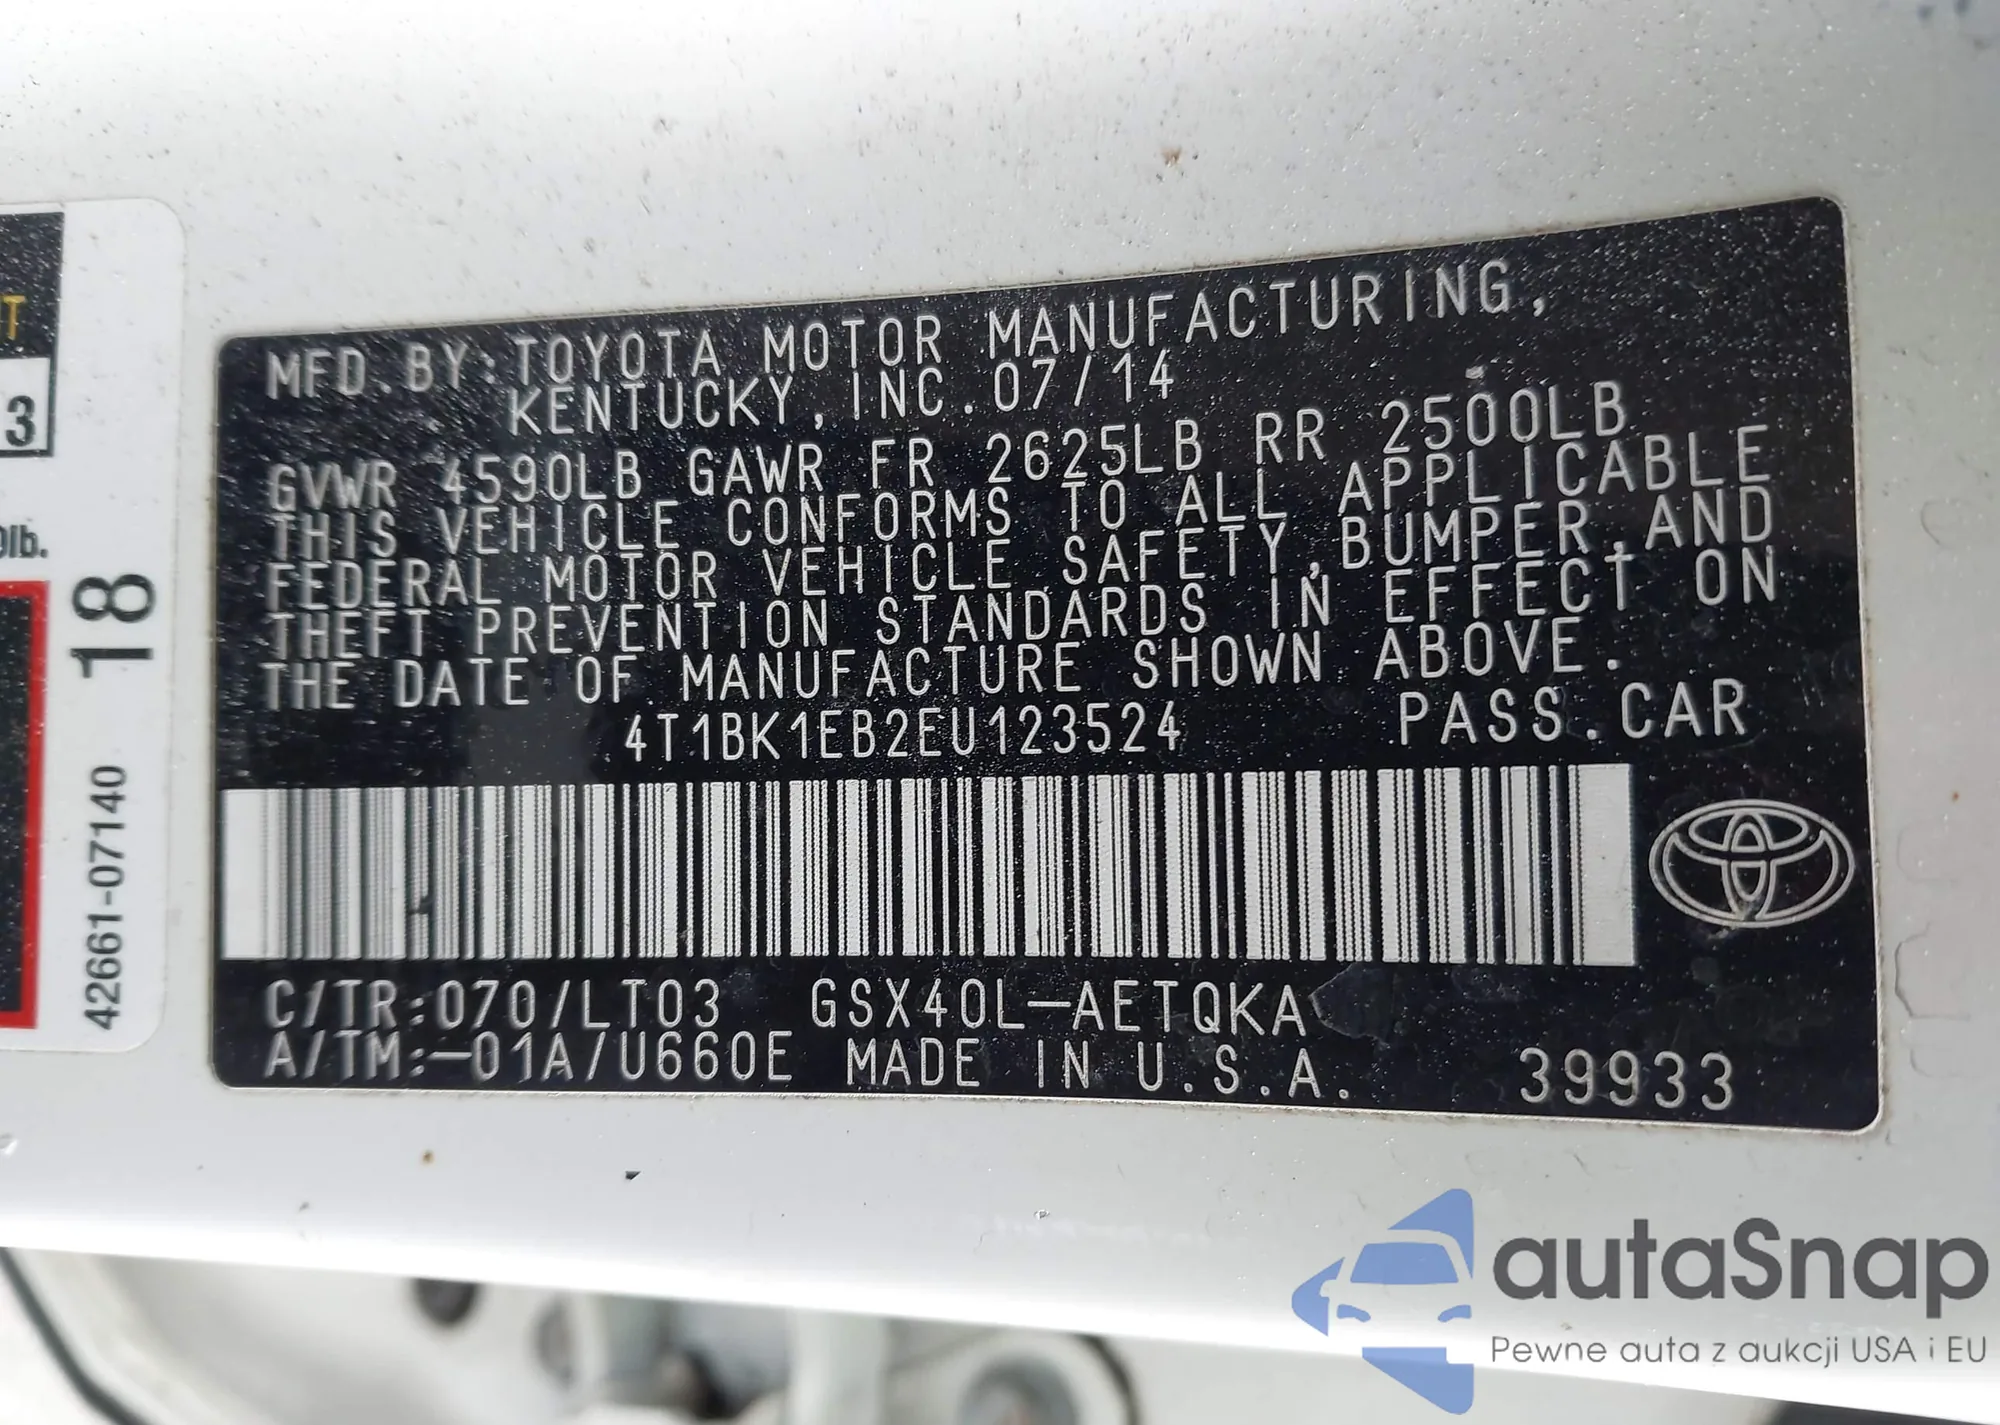 T
3
0lb.
18
42661-07140
MFD.BY:TOYOTA MOTOR MANUFACTURING,
KENTUCKY,INC.07/14
GVWR 4590LB GAWR FR 2625LB RR 2500LB
THIS VEHICLE CONFORMS TO ALL APPLICABLE
FEDERAL MOTOR VEHICLE SAFETY,BUMPER,AND
THEFT PREVENTION STANDARDS IN EFFECT ON
THE DATE OF MANUFACTURE SHOWN ABOVE.
4T1BK1EB2EU123524 PASS.CAR
C/TR:070/LT03 GSX40L-AETQKA
A/TM:-01A/U660E MADE IN U.S.A. 39933
autaSnap
Pewne auta z aukcji USA i EU